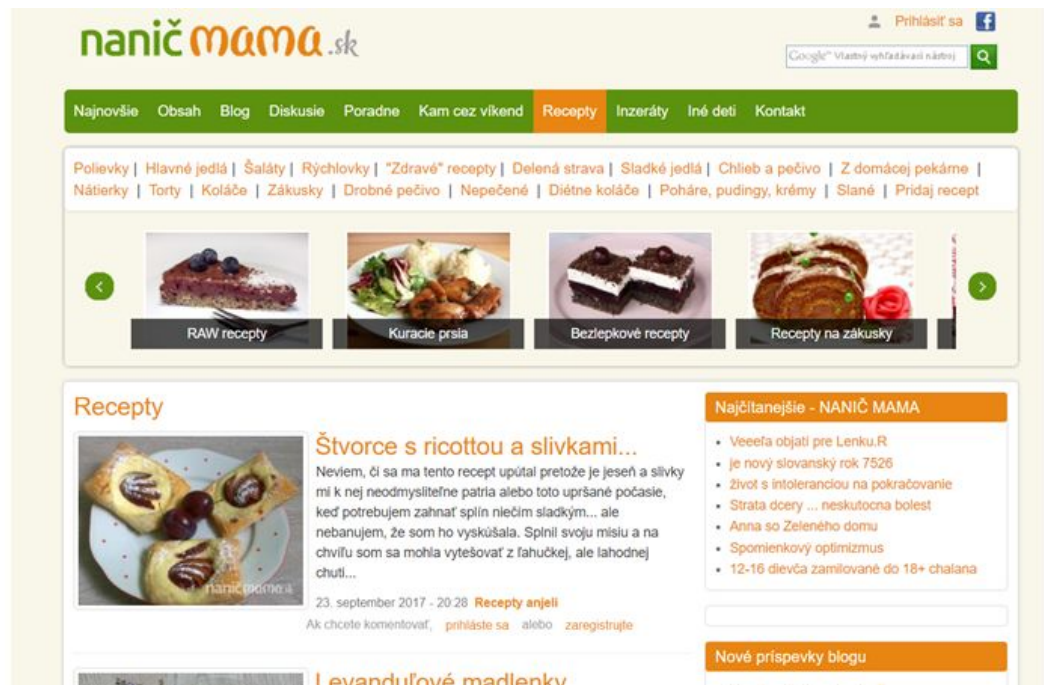 nanič mama.sk
Prihlásiť sa
Google™ Vlastný vyhľadávací nástroj
Najnovšie Obsah Blog Diskusie Poradne Kam cez víkend Recepty Inzeráty Iné deti Kontakt
Polievky | Hlavné jedlá | Šaláty | Rýchlovky | "Zdravé" recepty | Delená strava | Sladké jedlá | Chlieb a pečivo | Z domácej pekárne |
Nátierky | Torty | Koláče | Zákusky | Drobné pečivo | Nepečené | Diétne koláče | Poháre, pudingy, krémy | Slané | Pridaj recept
RAW recepty
Kuracie prsia
Bezlepkové recepty
Recepty na zákusky
Recepty
Štvorce s ricottou a slivkami...
Neviem, či sa ma tento recept upútal pretože je jeseň a slivky
mi k nej neodmysliteľne patria alebo toto upršané počasie,
keď potrebujem zahnať splín niečím sladkým... ale
nebanujem, že som ho vyskúšala. Splnil svoju misiu a na
chvíľu som sa mohla vytešovať z ľahučkej, ale lahodnej
chuti...
nanicmama.s
23. september 2017 - 20:28 Recepty anjeli
Ak chcete komentovať, prihláste sa alebo zaregistrujte
Levanduľové madlenky
Najčítanejšie - NANIČ MAMA
Veeeľa objatí pre Lenku.R
je nový slovanský rok 7526
život s intoleranciou na pokračovanie
Strata dcery ... neskutocna bolest
Anna so Zeleného domu
Spomienkový optimizmus
12-16 dievča zamilované do 18+ chalana
Nové príspevky blogu